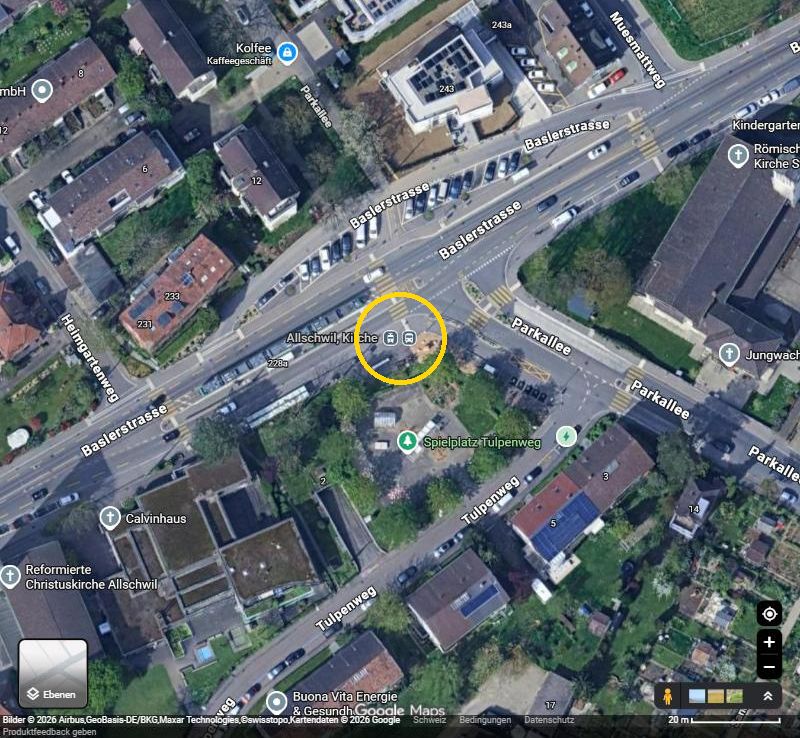 243a
Kolfee
Kaffeegeschäft
Muesmattweg
8
mbH
243
Parkallee
12
Baslerstrasse
Kindergarten
Römisch
Kirche S
6
12
Baslerstrasse
Baslerstrasse
233
231
Allschwil, Kirche
Heimgartenweg
Parkallee
228a
Jungwach
Parkallee
Baslerstrasse
Spielplatz Tulpenweg
Parkallee
3
2
Tulpenweg
14
Calvinhaus
5
Reformierte
Christuskirche Allschwil
Tulpenweg
Ebenen
Buona Vita Energie
& Gesundh
17
Google Maps
20 m
Bilder © 2026 Airbus,GeoBasis-DE/BKG,Maxar Technologies,©swisstopo,Kartendaten © 2026 Google Schweiz Bedingungen Datenschutz
Produktfeedback geben